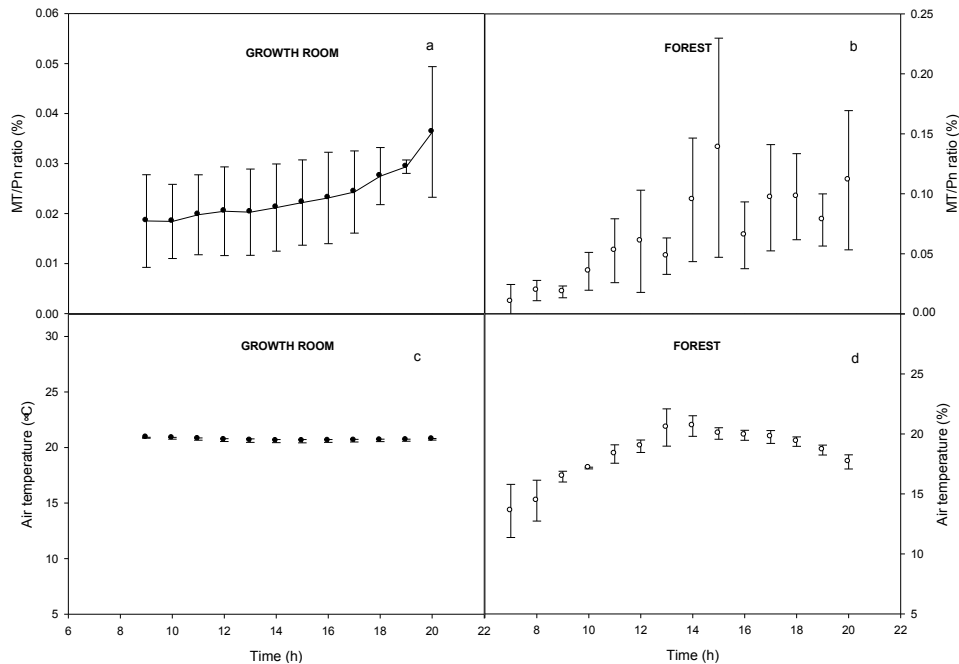 GROWTH ROOM
a
MT/Pn ratio (%)
0.06
0.05
0.04
0.03
0.02
0.01
0.00
FOREST
b
0.25
0.20
0.15
0.10
0.05
0.00
MT/Pn ratio (%)
GROWTH ROOM
c
Air temperature (∝C)
30
25
20
15
10
5
6
8
10
12
14
16
18
20
22
Time (h)
FOREST
d
25
20
15
10
5
Air temperature (%)
8
10
12
14
16
18
20
22
Time (h)